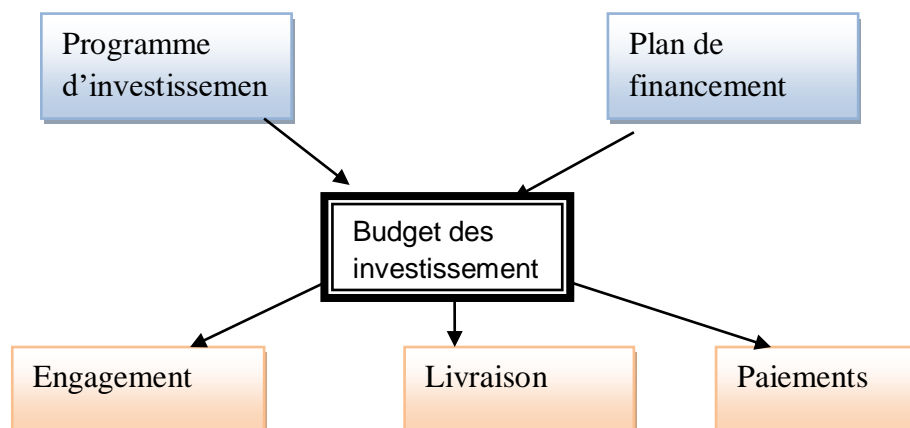 Programme
d’investissemen
Plan de
financement
Budget des
investissement
Engagement
Livraison
Paiements